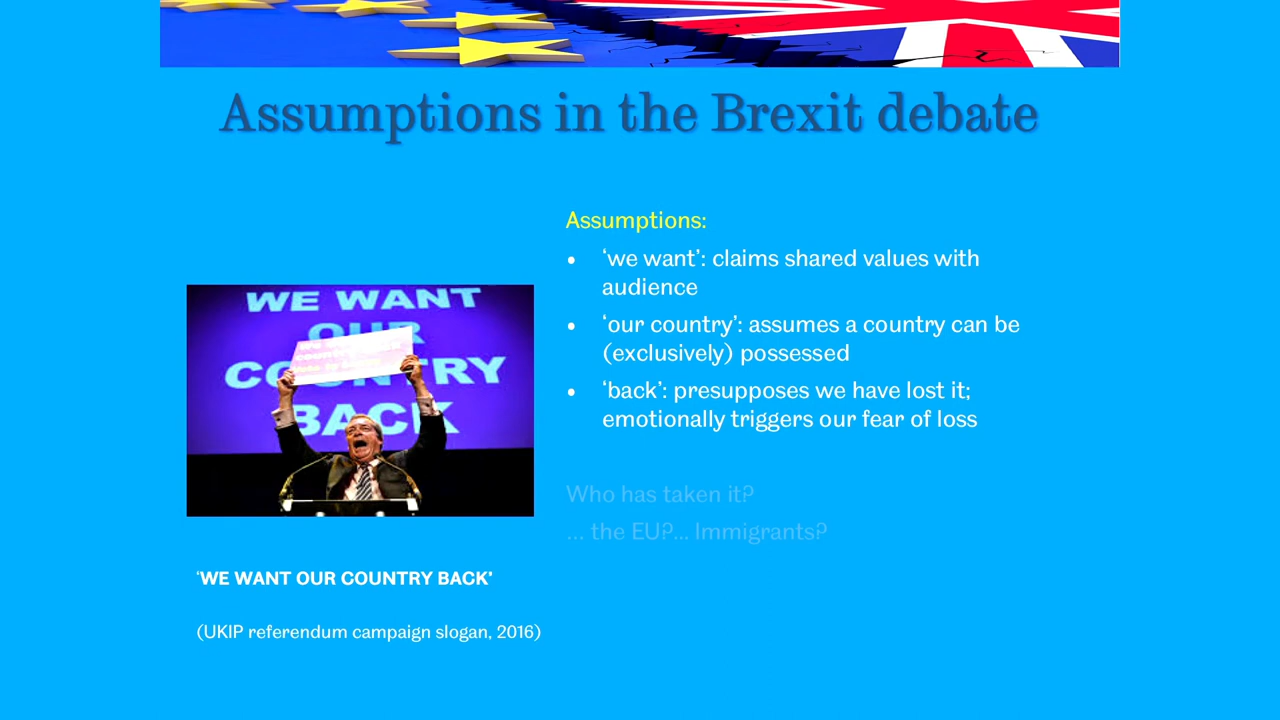 Assumptions in the Brexit debate
Assumptions:
• ‘we want’: claims shared values with
audience
• ‘our country’: assumes a country can be
(exclusively) possessed
• ‘back’: presupposes we have lost it;
emotionally triggers our fear of loss
WE WANT
OUR
COUNTRY
BACK
Who has taken it?
... the EU?... Immigrants?
‘WE WANT OUR COUNTRY BACK’
(UKIP referendum campaign slogan, 2016)